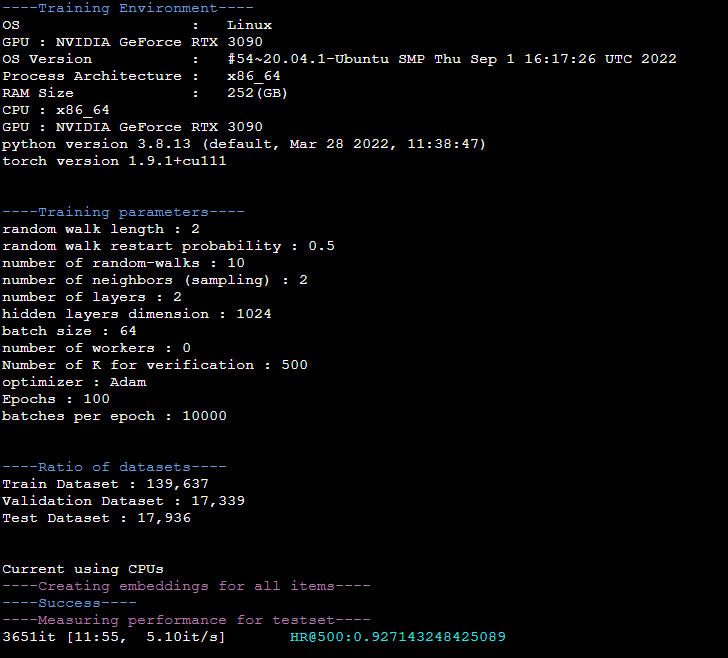 ----Training Environment----
OS                   :   Linux
GPU : NVIDIA GeForce RTX 3090
OS Version           :   #54~20.04.1-Ubuntu SMP Thu Sep 1 16:17:26 UTC 2022
Process Architecture :   x86_64
RAM Size             :   252(GB)
CPU : x86_64
GPU : NVIDIA GeForce RTX 3090
python version 3.8.13 (default, Mar 28 2022, 11:38:47)
torch version 1.9.1+cu111
----Training parameters----
random walk length : 2
random walk restart probability : 0.5
number of random-walks : 10
number of neighbors (sampling) : 2
number of layers : 2
hidden layers dimension : 1024
batch size : 64
number of workers : 0
Number of K for verification : 500
optimizer : Adam
Epochs : 100
batches per epoch : 10000
----Ratio of datasets----
Train Dataset : 139,637
Validation Dataset : 17,339
Test Dataset : 17,936
Current using CPUs
----Creating embeddings for all items----
----Success----
----Measuring performance for testset----
3651it [11:55,  5.10it/s]       HR@500:0.927143248425089